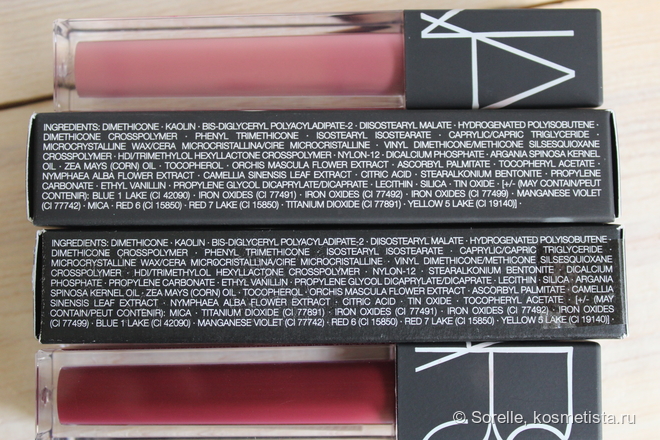 INGREDIENTS: DIMETHICONE · KAOLIN · BIS-DIGLYCERYL POLYACYLADIPATE-2 · DIISOSTEARYL MALATE · HYDROGENATED POLYISOBUTENE ·
DIMETHICONE CROSSPOLYMER · PHENYL TRIMETHICONE · ISOSTEARYL ISOSTEARATE · CAPRYLIC/CAPRIC TRIGLYCERIDE ·
MICROCRYSTALLINE WAX/CERA MICROCRISTALLINA/CIRE MICROCRISTALLINE · VINYL DIMETHICONE/METHICONE SILSESQUIOXANE
CROSSPOLYMER · HDI/TRIMETHYLOL HEXYLLACTONE CROSSPOLYMER · NYLON-12 · DICALCIUM PHOSPHATE · ARGANIA SPINOSA KERNEL
OIL · ZEA MAYS (CORN) OIL · TOCOPHEROL · ORCHIS MASCULA FLOWER EXTRACT · ASCORBYL PALMITATE · TOCOPHERYL ACETATE ·
NYMPHAEA ALBA FLOWER EXTRACT · CAMELLIA SINENSIS LEAF EXTRACT · CITRIC ACID · STEARALKONIUM BENTONITE · PROPYLENE
CARBONATE · ETHYL VANILLIN · PROPYLENE GLYCOL DICAPRYLATE/DICAPRATE · LECITHIN · SILICA · TIN OXIDE · [+/- (MAY CONTAIN/PEUT
CONTENIR): BLUE 1 LAKE (CI 42090) · IRON OXIDES (CI 77491) · IRON OXIDES (CI 77492) · IRON OXIDES (CI 77499) · MANGANESE VIOLET
(CI 77742) · MICA · RED 6 (CI 15850) · RED 7 LAKE (CI 15850) · TITANIUM DIOXIDE (CI 77891) · YELLOW 5 LAKE (CI 19140)] ·
INGREDIENTS: DIMETHICONE · KAOLIN · BIS-DIGLYCERYL POLYACYLADIPATE-2 · DIISOSTEARYL MALATE · HYDROGENATED POLYISOBUTENE ·
DIMETHICONE CROSSPOLYMER · PHENYL TRIMETHICONE · ISOSTEARYL ISOSTEARATE · CAPRYLIC/CAPRIC TRIGLYCERIDE ·
MICROCRYSTALLINE WAX/CERA MICROCRISTALLINA/CIRE MICROCRISTALLINE · VINYL DIMETHICONE/METHICONE SILSESQUIOXANE
CROSSPOLYMER · HDI/TRIMETHYLOL HEXYLLACTONE CROSSPOLYMER · NYLON-12 · STEARALKONIUM BENTONITE · DICALCIUM
PHOSPHATE · PROPYLENE CARBONATE · ETHYL VANILLIN · PROPYLENE GLYCOL DICAPRYLATE/DICAPRATE · LECITHIN · SILICA · ARGANIA
SPINOSA KERNEL OIL · ZEA MAYS (CORN) OIL · TOCOPHEROL · ORCHIS MASCULA FLOWER EXTRACT · ASCORBYL PALMITATE · CAMELLIA
SINENSIS LEAF EXTRACT · NYMPHAEA ALBA FLOWER EXTRACT · CITRIC ACID · TIN OXIDE · TOCOPHERYL ACETATE · [+/- (MAY
CONTAIN/PEUT CONTENIR): MICA · TITANIUM DIOXIDE (CI 77891) · IRON OXIDES (CI 77491) · IRON OXIDES (CI 77492) · IRON OXIDES
(CI 77499) · BLUE 1 LAKE (CI 42090) · MANGANESE VIOLET (CI 77742) · RED 6 (CI 15850) · RED 7 LAKE (CI 15850) · YELLOW 5 LAKE (CI 19140)] ·
© Sorelle, kosmetista.ru